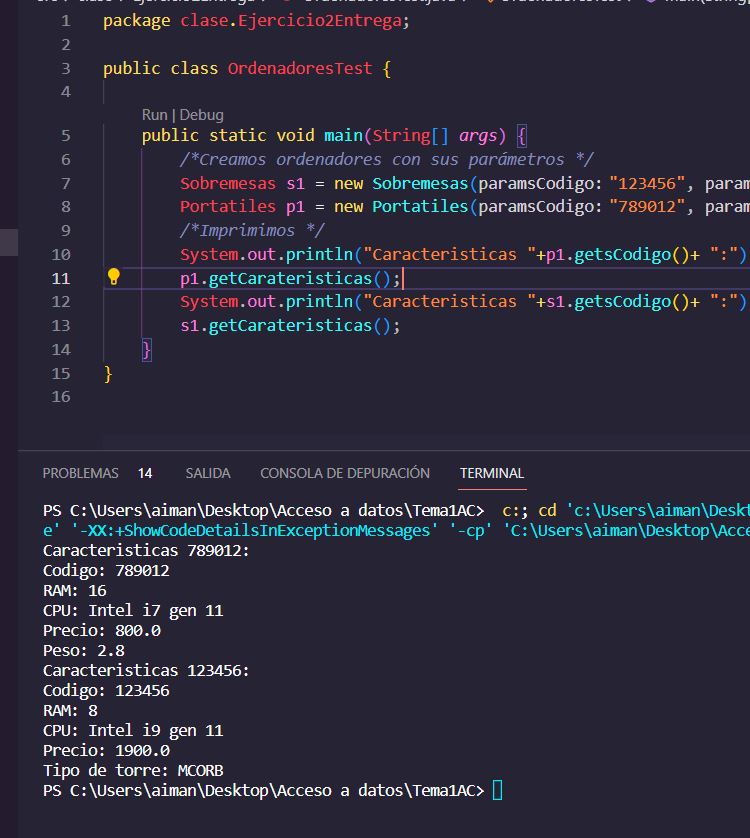 1 package clase.Ejercicio2Entrega;
2
3 public class OrdenadoresTest {
4
Run | Debug
5 public static void main(String[] args) {
6 /*Creamos ordenadores con sus parámetros */
7 Sobremesas s1 = new Sobremesas(paramsCodigo: "123456", param
8 Portatiles p1 = new Portatiles(paramsCodigo: "789012", param
9 /*Imprimimos */
10 System.out.println("Caracteristicas "+p1.getsCodigo()+ ":")
11 p1.getCarateristicas();
12 System.out.println("Caracteristicas "+s1.getsCodigo()+ ":")
13 s1.getCarateristicas();
14 }
15 }
16
PROBLEMAS 14 SALIDA CONSOLA DE DEPURACIÓN TERMINAL
PS C:\Users\aiman\Desktop\Acceso a datos\Tema1AC> c:; cd 'c:\Users\aiman\Deskt
e' '-XX:+ShowCodeDetailsInExceptionMessages' '-cp' 'C:\Users\aiman\Desktop\Acce
Caracteristicas 789012:
Codigo: 789012
RAM: 16
CPU: Intel i7 gen 11
Precio: 800.0
Peso: 2.8
Caracteristicas 123456:
Codigo: 123456
RAM: 8
CPU: Intel i9 gen 11
Precio: 1900.0
Tipo de torre: MCORB
PS C:\Users\aiman\Desktop\Acceso a datos\Tema1AC>